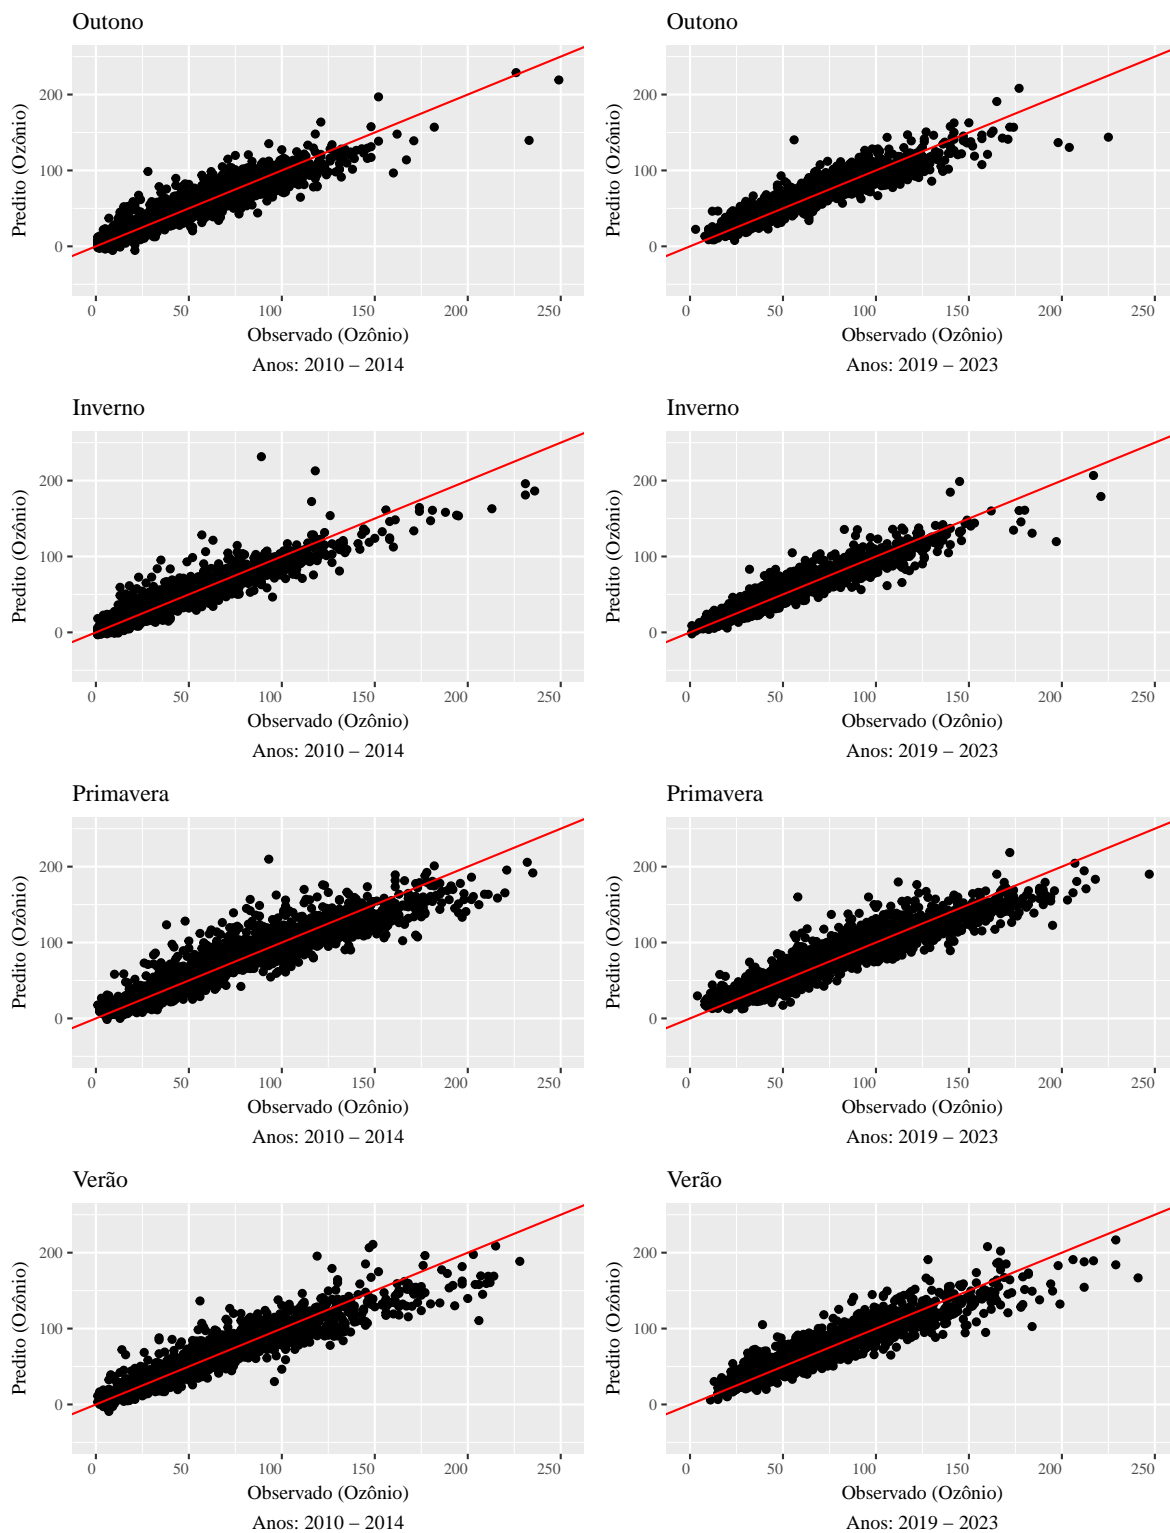 Outono
Predito (Ozônio)
200
100
0
0 50 100 150 200 250
Observado (Ozônio)
Anos: 2010 – 2014
Outono
Predito (Ozônio)
200
100
0
0 50 100 150 200 250
Observado (Ozônio)
Anos: 2019 – 2023
Inverno
Predito (Ozônio)
200
100
0
0 50 100 150 200 250
Observado (Ozônio)
Anos: 2010 – 2014
Inverno
Predito (Ozônio)
200
100
0
0 50 100 150 200 250
Observado (Ozônio)
Anos: 2019 – 2023
Primavera
Predito (Ozônio)
200
100
0
0 50 100 150 200 250
Observado (Ozônio)
Anos: 2010 – 2014
Primavera
Predito (Ozônio)
200
100
0
0 50 100 150 200 250
Observado (Ozônio)
Anos: 2019 – 2023
Verão
Predito (Ozônio)
200
100
0
0 50 100 150 200 250
Observado (Ozônio)
Anos: 2010 – 2014
Verão
Predito (Ozônio)
200
100
0
0 50 100 150 200 250
Observado (Ozônio)
Anos: 2019 – 2023